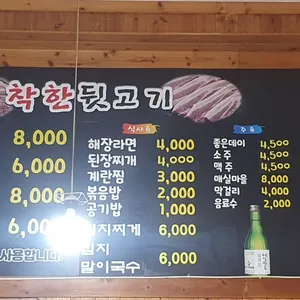 착한뒷고기
8,000
6,000
8,000
6,000
사용합니다
식사류
해장라면 4,000
된장찌개 4,000
계란찜 3,000
볶음밥 2,000
공기밥 1,000
김치찌게 6,000
김치
말이국수 6,000
주류
좋은데이 4,500
소주 4,500
맥주 4,500
매실마을 8,000
막걸리 4,000
음료수 2,000